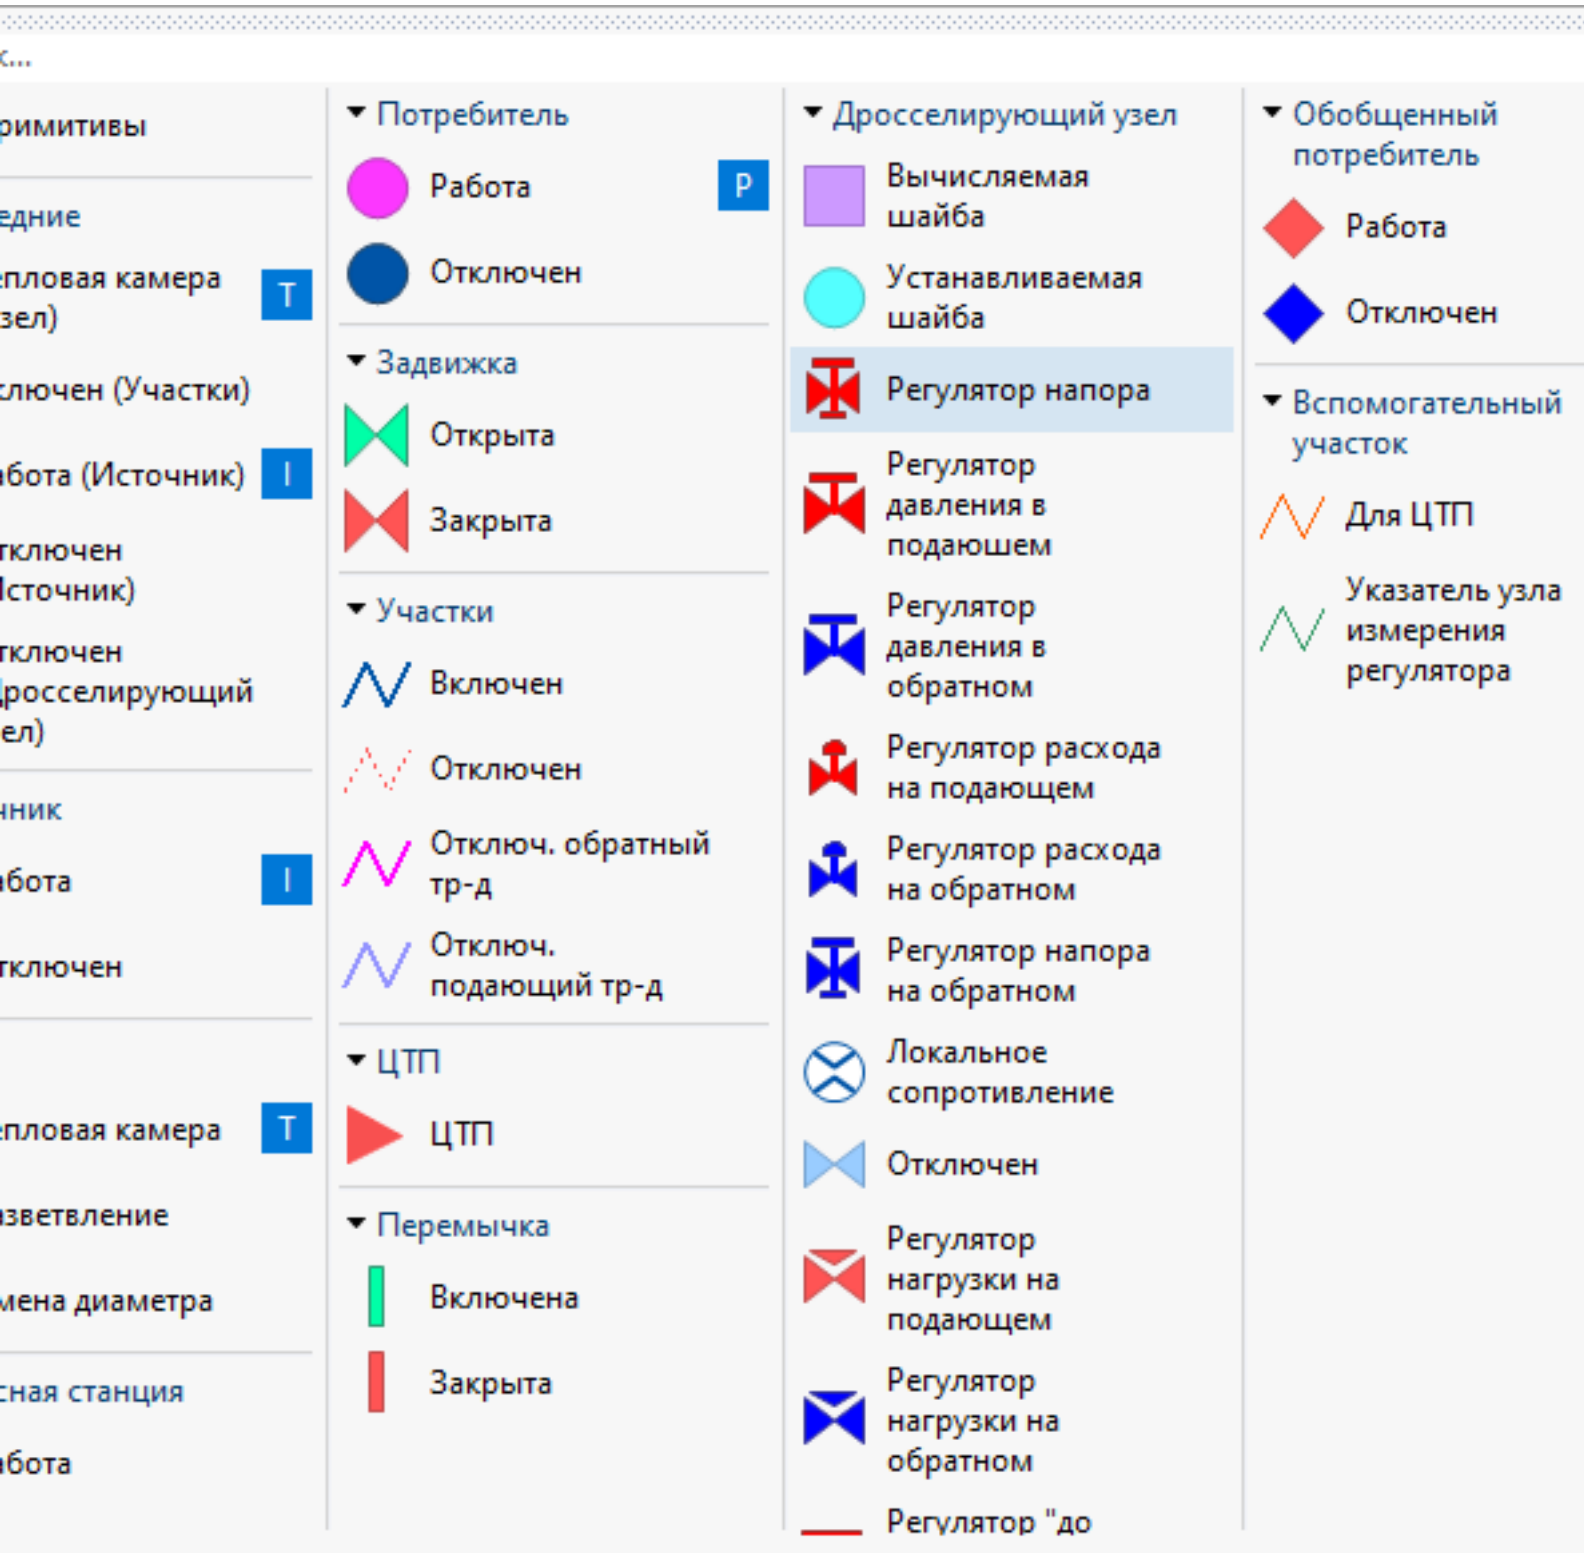 к...
римитивы
едние
епловая камера
зел)
T
ключен (Участки)
абота (Источник)
I
тключен
Источник)
тключен
Дросселирующий
ел)
чник
абота
I
тключен
епловая камера
T
азветвление
мена диаметра
сная станция
абота
Потребитель
Работа
P
Отключен
Задвижка
Открыта
Закрыта
Участки
Включен
Отключен
Отключ. обратный
тр-д
Отключ.
подающий тр-д
ЦТП
ЦТП
Перемычка
Включена
Закрыта
Дросселирующий узел
Вычисляемая
шайба
Устанавливаемая
шайба
Регулятор напора
Регулятор
давления в
подаюшем
Регулятор
давления в
обратном
Регулятор расхода
на подающем
Регулятор расхода
на обратном
Регулятор напора
на обратном
Локальное
сопротивление
Отключен
Регулятор
нагрузки на
подающем
Регулятор
нагрузки на
обратном
Регулятор "до
Обобщенный
потребитель
Работа
Отключен
Вспомогательный
участок
Для ЦТП
Указатель узла
измерения
регулятора